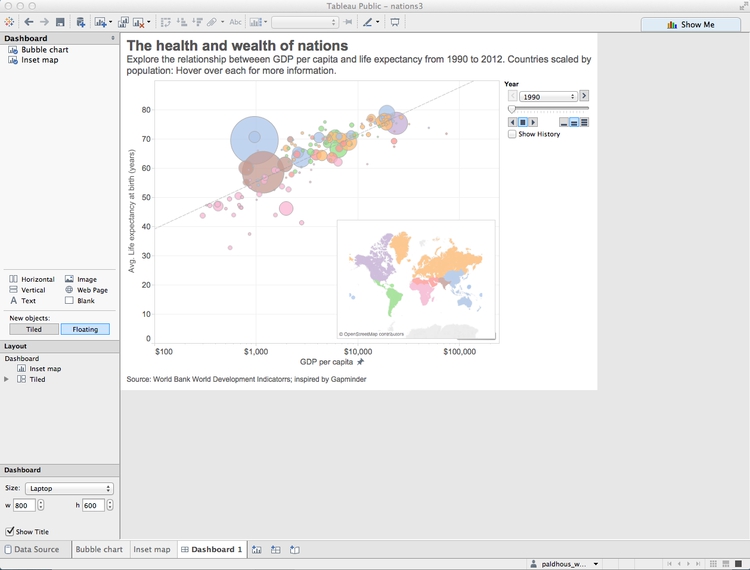 Tableau Public - nations3
Abc
Show Me
Dashboard
Bubble chart
Inset map
Horizontal
Image
Vertical
Web Page
Text
Blank
New objects:
Tiled
Floating
Layout
Dashboard
Inset map
Tiled
Dashboard
Size:
Laptop
w 800
h 600
Show Title
The health and wealth of nations
Explore the relationship betweeen GDP per capita and life expectancy from 1990 to 2012. Countries scaled by
population: Hover over each for more information.
Year
1990
Show History
Avg. Life expectancy at birth (years)
80
70
60
50
40
30
20
10
0
© OpenStreetMap contributors
$100
$1,000
$10,000
$100,000
GDP per capita
Source: World Bank World Development Indicatorrs; inspired by Gapminder
Data Source
Bubble chart
Inset map
Dashboard 1
paldhous_w...